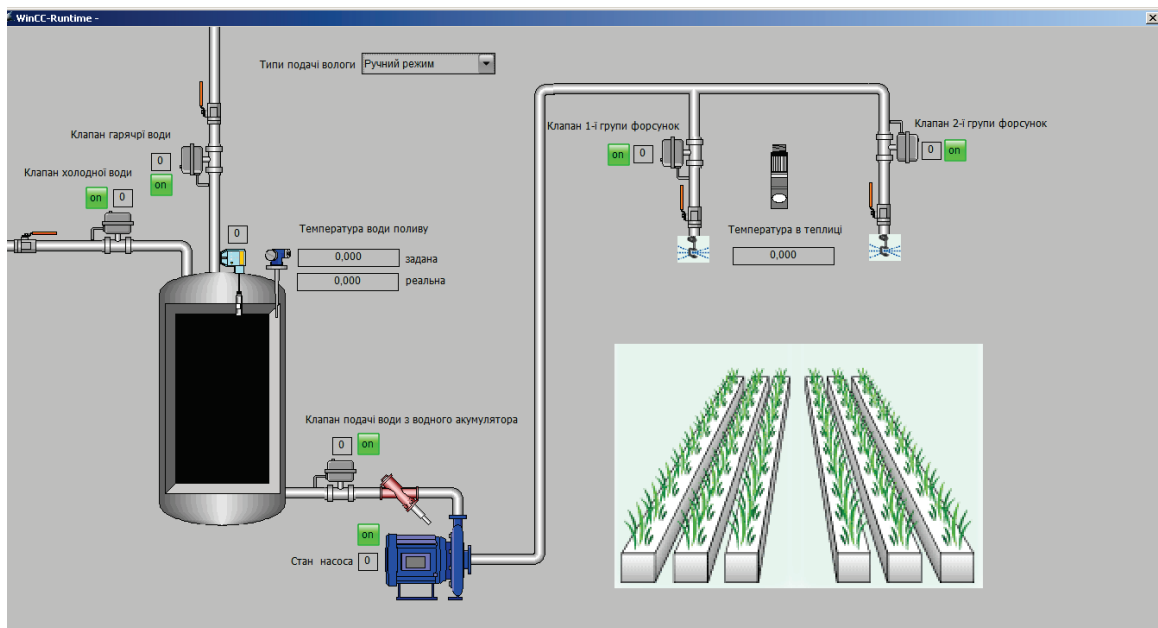 WinCC-Runtime -
Типи подачі вологи
Ручний режим
Клапан гарячрї води
0
on
Клапан холодної води
on
0
Клапан 1-ї групи форсунок
on
0
Клапан 2-ї групи форсунок
0
on
0
Температура води поливу
0,000
задана
0,000
реальна
Температура в теплиці
0,000
Клапан подачі води з водного акумулятора
0
on
on
Стан насоса
0